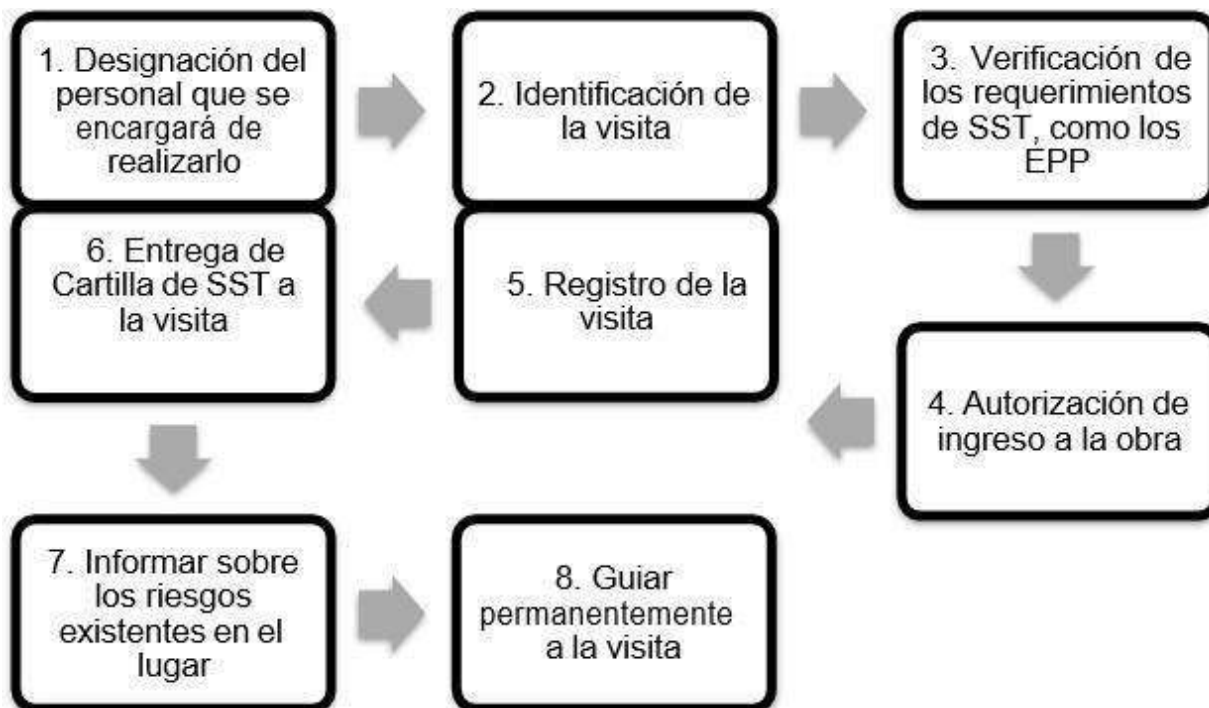 1. Designación del
personal que se
encargará de
realizarlo
2. Identificación de
la visita
3. Verificación de
los requerimientos
de SST, como los
EPP
4. Autorización de
ingreso a la obra
5. Registro de la
visita
6. Entrega de
Cartilla de SST a
la visita
7. Informar sobre
los riesgos
existentes en el
lugar
8. Guiar
permanentemente
a la visita